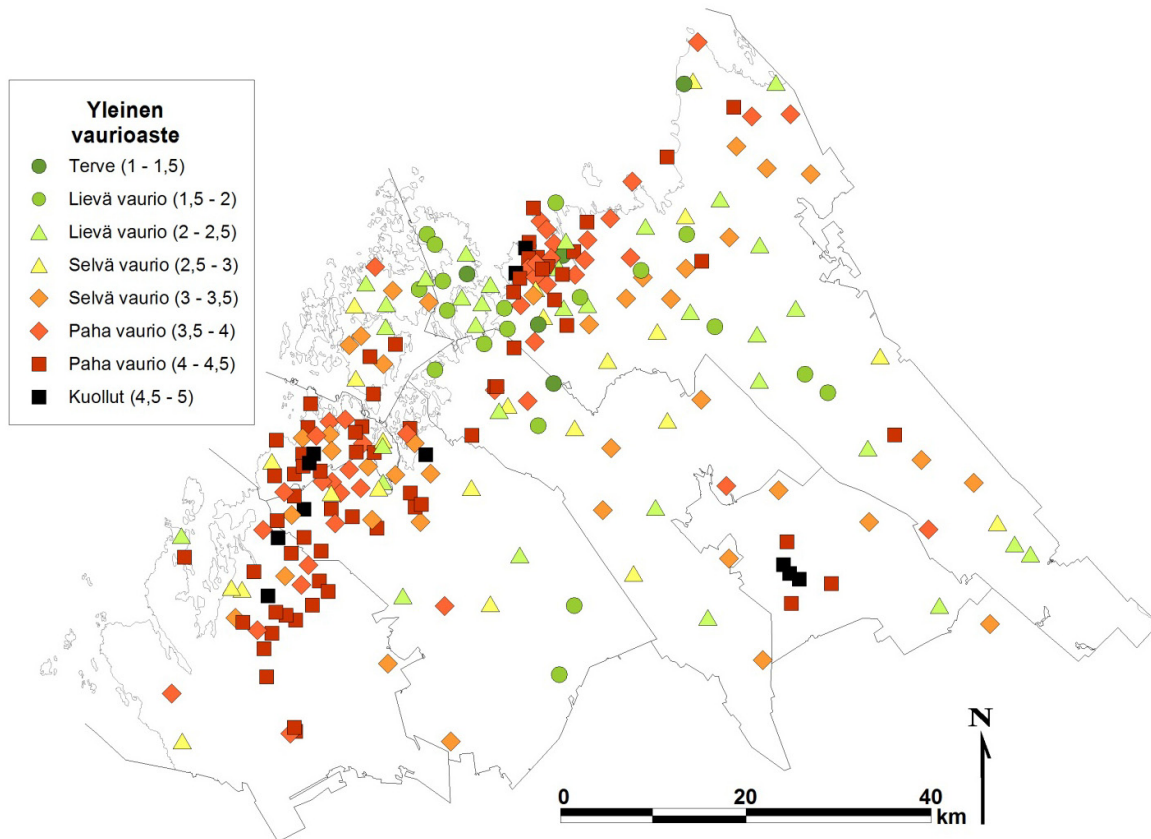 Yleinen
vaurioaste
Terve (1 - 1,5)
Lievä vaurio (1,5 - 2)
Lievä vaurio (2 - 2,5)
Selvä vaurio (2,5 - 3)
Selvä vaurio (3 - 3,5)
Paha vaurio (3,5 - 4)
Paha vaurio (4 - 4,5)
Kuollut (4,5 - 5)
N
0 20 40
km